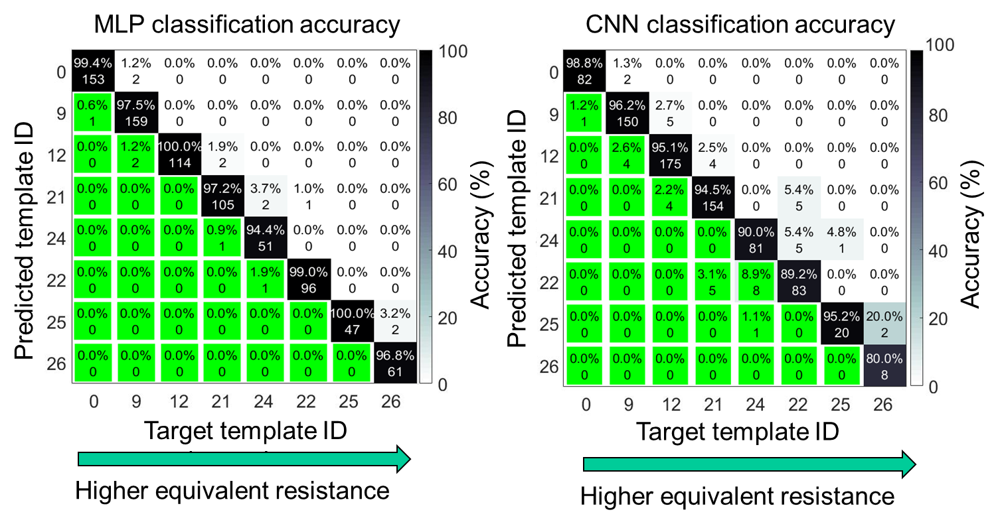 MLP classification accuracy
0 99.4% 1.2% 0.0% 0.0% 0.0% 0.0% 0.0% 0.0%
153 2 0 0 0 0 0 0
9 0.6% 97.5% 0.0% 0.0% 0.0% 0.0% 0.0% 0.0%
1 159 0 0 0 0 0 0
12 0.0% 1.2% 100.0% 1.9% 0.0% 0.0% 0.0% 0.0%
0 2 114 2 0 0 0 0
21 0.0% 0.0% 0.0% 97.2% 3.7% 1.0% 0.0% 0.0%
0 0 0 105 2 1 0 0
24 0.0% 0.0% 0.0% 0.9% 94.4% 0.0% 0.0% 0.0%
0 0 0 1 51 0 0 0
22 0.0% 0.0% 0.0% 0.0% 1.9% 99.0% 0.0% 0.0%
0 0 0 0 1 96 0 0
25 0.0% 0.0% 0.0% 0.0% 0.0% 0.0% 100.0% 3.2%
0 0 0 0 0 0 47 2
26 0.0% 0.0% 0.0% 0.0% 0.0% 0.0% 0.0% 96.8%
0 0 0 0 0 0 0 61
0 9 12 21 24 22 25 26
Predicted template ID
Target template ID
100
80
60
40
20
0
Accuracy (%)
Higher equivalent resistance
CNN classification accuracy
0 98.8% 1.3% 0.0% 0.0% 0.0% 0.0% 0.0% 0.0%
82 2 0 0 0 0 0 0
9 1.2% 96.2% 2.7% 0.0% 0.0% 0.0% 0.0% 0.0%
1 150 5 0 0 0 0 0
12 0.0% 2.6% 95.1% 2.5% 0.0% 0.0% 0.0% 0.0%
0 4 175 4 0 0 0 0
21 0.0% 0.0% 2.2% 94.5% 0.0% 5.4% 0.0% 0.0%
0 0 4 154 0 5 0 0
24 0.0% 0.0% 0.0% 0.0% 90.0% 5.4% 4.8% 0.0%
0 0 0 0 81 5 1 0
22 0.0% 0.0% 0.0% 3.1% 8.9% 89.2% 0.0% 0.0%
0 0 0 5 8 83 0 0
25 0.0% 0.0% 0.0% 0.0% 1.1% 0.0% 95.2% 20.0%
0 0 0 0 1 0 20 2
26 0.0% 0.0% 0.0% 0.0% 0.0% 0.0% 0.0% 80.0%
0 0 0 0 0 0 0 8
0 9 12 21 24 22 25 26
Predicted template ID
Target template ID
100
80
60
40
20
0
Accuracy (%)
Higher equivalent resistance